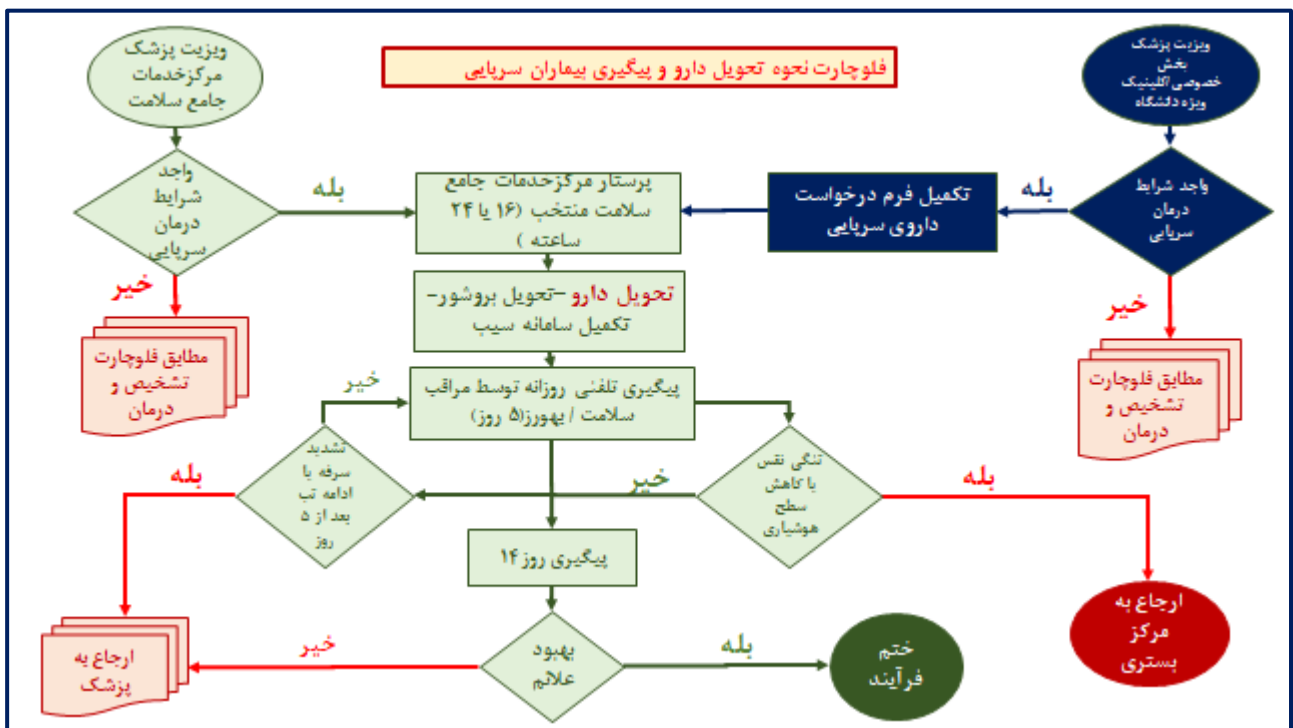 فلوچارت نحوه تحویل دارو و پیگیری بیماران سرپایی
ویزیت پزشک
بخش
خصوصی/کلینیک
ویژه دانشگاه
ویزیت پزشک
مرکزخدمات
جامع سلامت
واجد شرایط
درمان
سرپایی
بله
تکمیل فرم درخواست
داروی سرپایی
پرستار مرکزخدمات جامع
سلامت منتخب (۱۶ یا ۲۴
ساعته )
بله
واجد
شرایط
درمان
سرپایی
خیر
مطابق فلوچارت
تشخیص و
درمان
تحویل دارو –تحویل بروشور–
تکمیل سامانه سیب
خیر
مطابق فلوچارت
تشخیص و
درمان
پیگیری تلفنی روزانه توسط مراقب
سلامت / بهورز(۵ روز)
خیر
تنگی نفس
یا کاهش
سطح
هوشیاری
بله
خیر
تشدید
سرفه یا
ادامه تب
بعد از ۵
روز
بله
پیگیری روز ۱۴
ارجاع به
مرکز
بستری
بهبود
علائم
بله
ختم
فرآیند
خیر
ارجاع به
پزشک